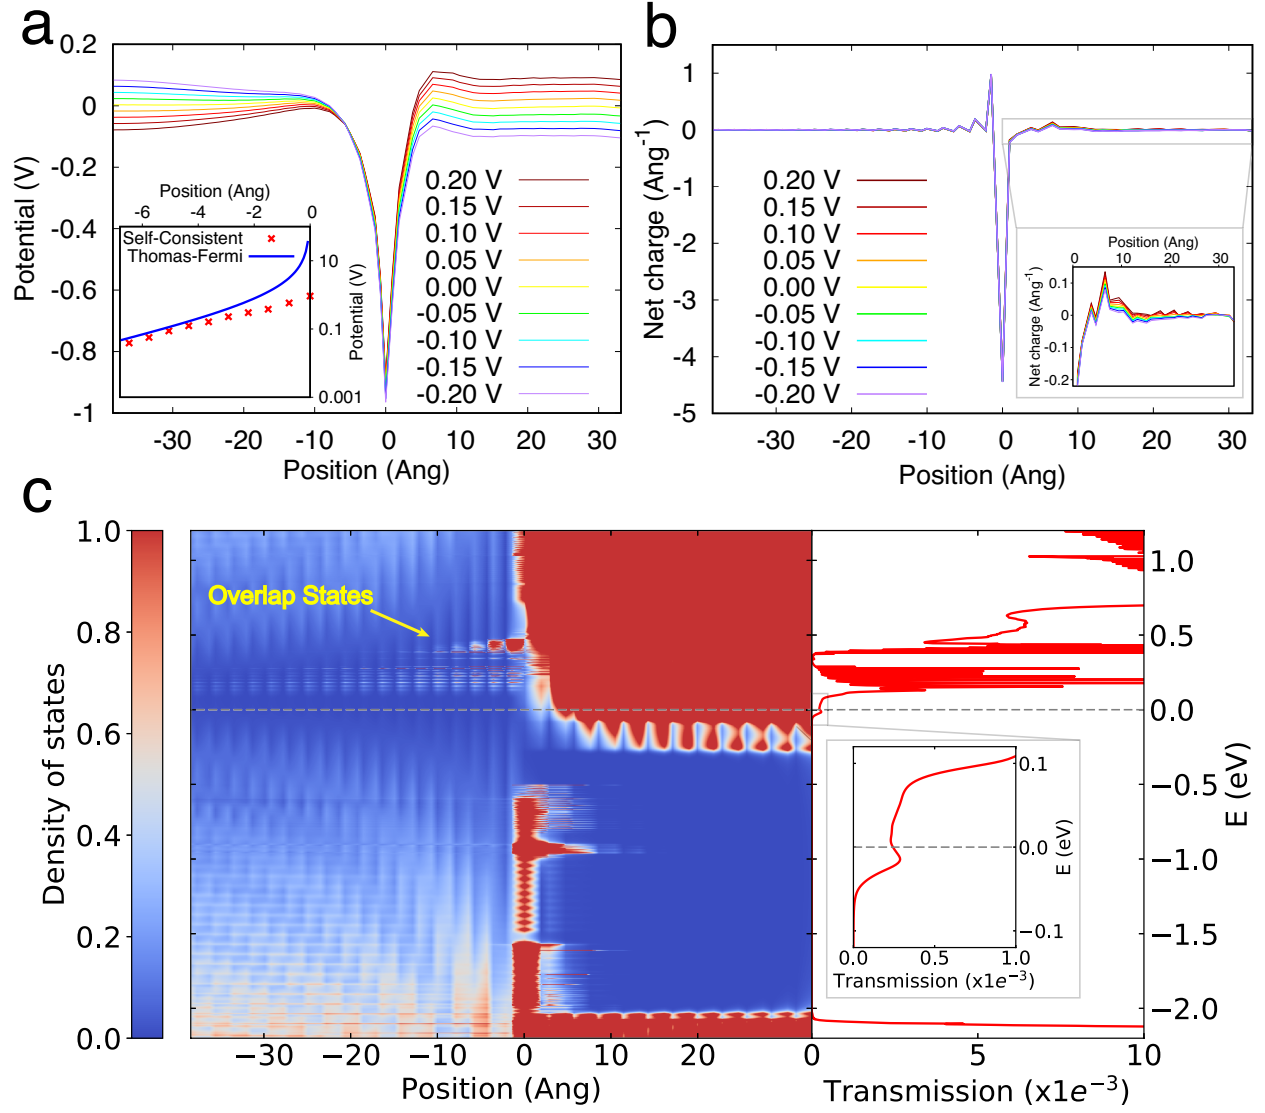 a
0.2
0
-0.2
-0.4
-0.6
-0.8
-1
Potential (V)
-30 -20 -10 0 10 20 30
Position (Ang)
0.20 V
0.15 V
0.10 V
0.05 V
0.00 V
-0.05 V
-0.10 V
-0.15 V
-0.20 V
Position (Ang)
-6 -4 -2 0
Self-Consistent
Thomas-Fermi
10
0.1
0.001
Potential (V)
b
1
0
-1
-2
-3
-4
-5
Net charge (Ang⁻¹)
-30 -20 -10 0 10 20 30
Position (Ang)
0.20 V
0.15 V
0.10 V
0.05 V
0.00 V
-0.05 V
-0.10 V
-0.15 V
-0.20 V
Position (Ang)
0 10 20 30
0.1
0
-0.1
-0.2
Net charge (Ang⁻¹)
c
1.0
0.8
0.6
0.4
0.2
0.0
Density of states
Overlap States
−30 −20 −10 0 10 20
Position (Ang)
1.0
0.5
0.0
−0.5
−1.0
−1.5
−2.0
E (eV)
0 5 10
Transmission (x1e⁻³)
0.1
0.0
−0.1
E (eV)
0.0 0.5 1.0
Transmission (x1e⁻³)